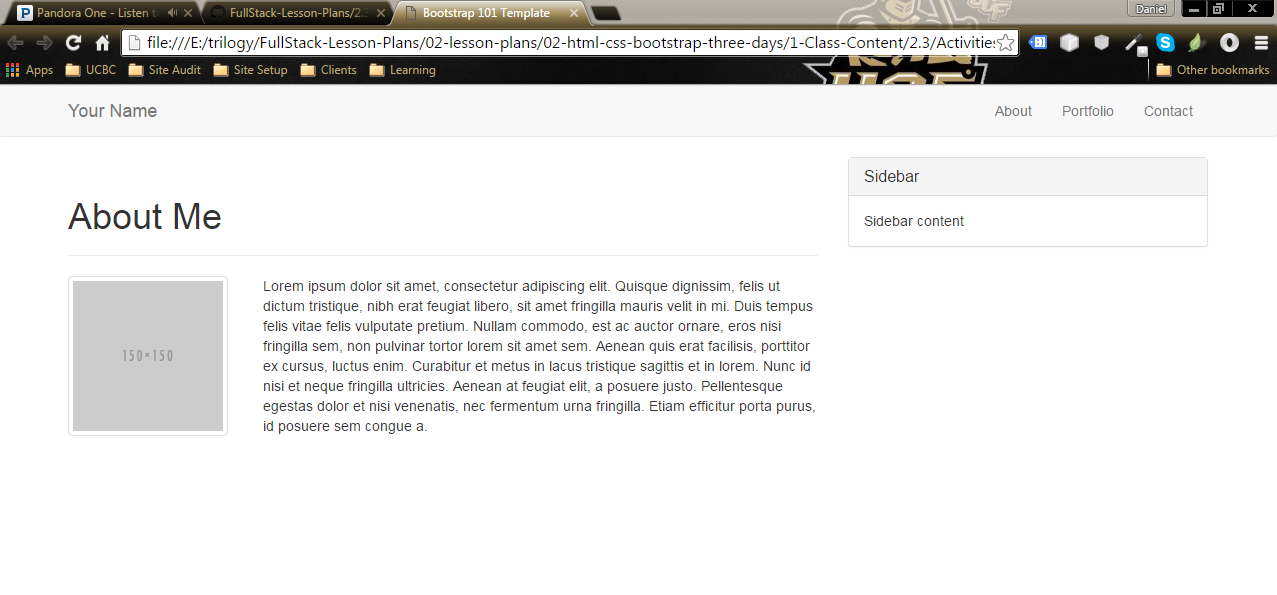 Pandora One - Listen t
FullStack-Lesson-Plans/2.
Bootstrap 101 Template
Daniel
file:///E:/trilogy/FullStack-Lesson-Plans/02-lesson-plans/02-html-css-bootstrap-three-days/1-Class-Content/2.3/Activities
Apps
UCBC
Site Audit
Site Setup
Clients
Learning
Other bookmarks
Your Name
About
Portfolio
Contact
About Me
150×150
Lorem ipsum dolor sit amet, consectetur adipiscing elit. Quisque dignissim, felis ut
dictum tristique, nibh erat feugiat libero, sit amet fringilla mauris velit in mi. Duis tempus
felis vitae felis vulputate pretium. Nullam commodo, est ac auctor ornare, eros nisi
fringilla sem, non pulvinar tortor lorem sit amet sem. Aenean quis erat facilisis, porttitor
ex cursus, luctus enim. Curabitur et metus in lacus tristique sagittis et in lorem. Nunc id
nisi et neque fringilla ultricies. Aenean at feugiat elit, a posuere justo. Pellentesque
egestas dolor et nisi venenatis, nec fermentum urna fringilla. Etiam efficitur porta purus,
id posuere sem congue a.
Sidebar
Sidebar content